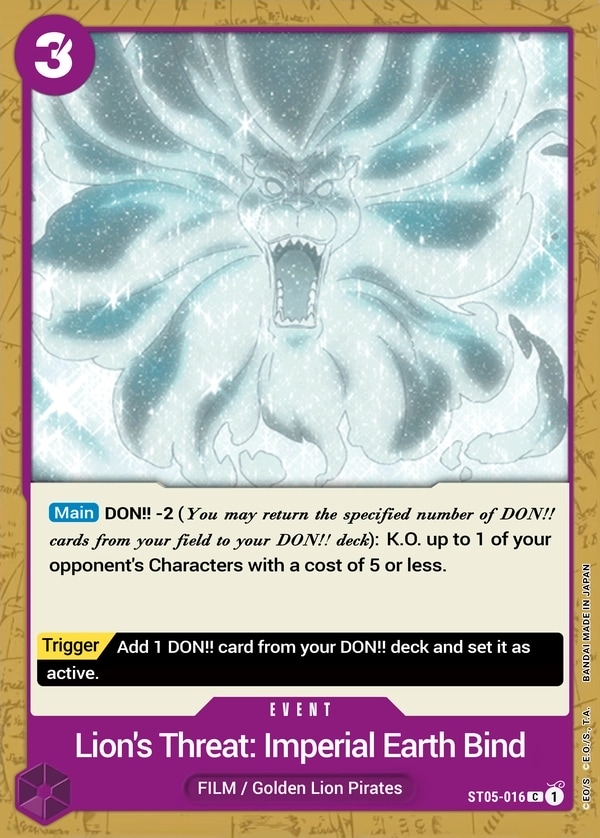 3
Main DON!! -2 (You may return the specified number of DON!!
cards from your field to your DON!! deck): K.O. up to 1 of your
opponent's Characters with a cost of 5 or less.
Trigger Add 1 DON!! card from your DON!! deck and set it as
active.
EVENT
Lion's Threat: Imperial Earth Bind
FILM / Golden Lion Pirates
ST05-016 C 1
©E.O/S ©E.O./S., T.A. BANDAI MADE IN JAPAN